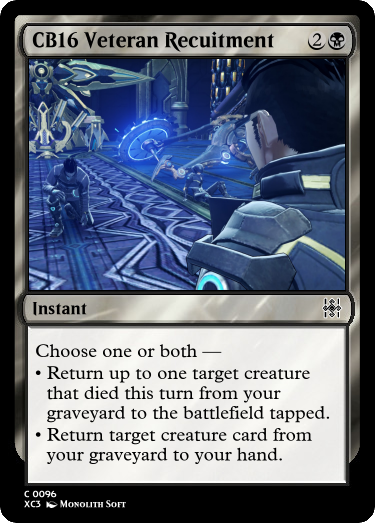 CB16 Veteran Recuitment 2
Instant
Choose one or both —
• Return up to one target creature
that died this turn from your
graveyard to the battlefield tapped.
• Return target creature card from
your graveyard to your hand.
C 0096
XC3 Monolith Soft